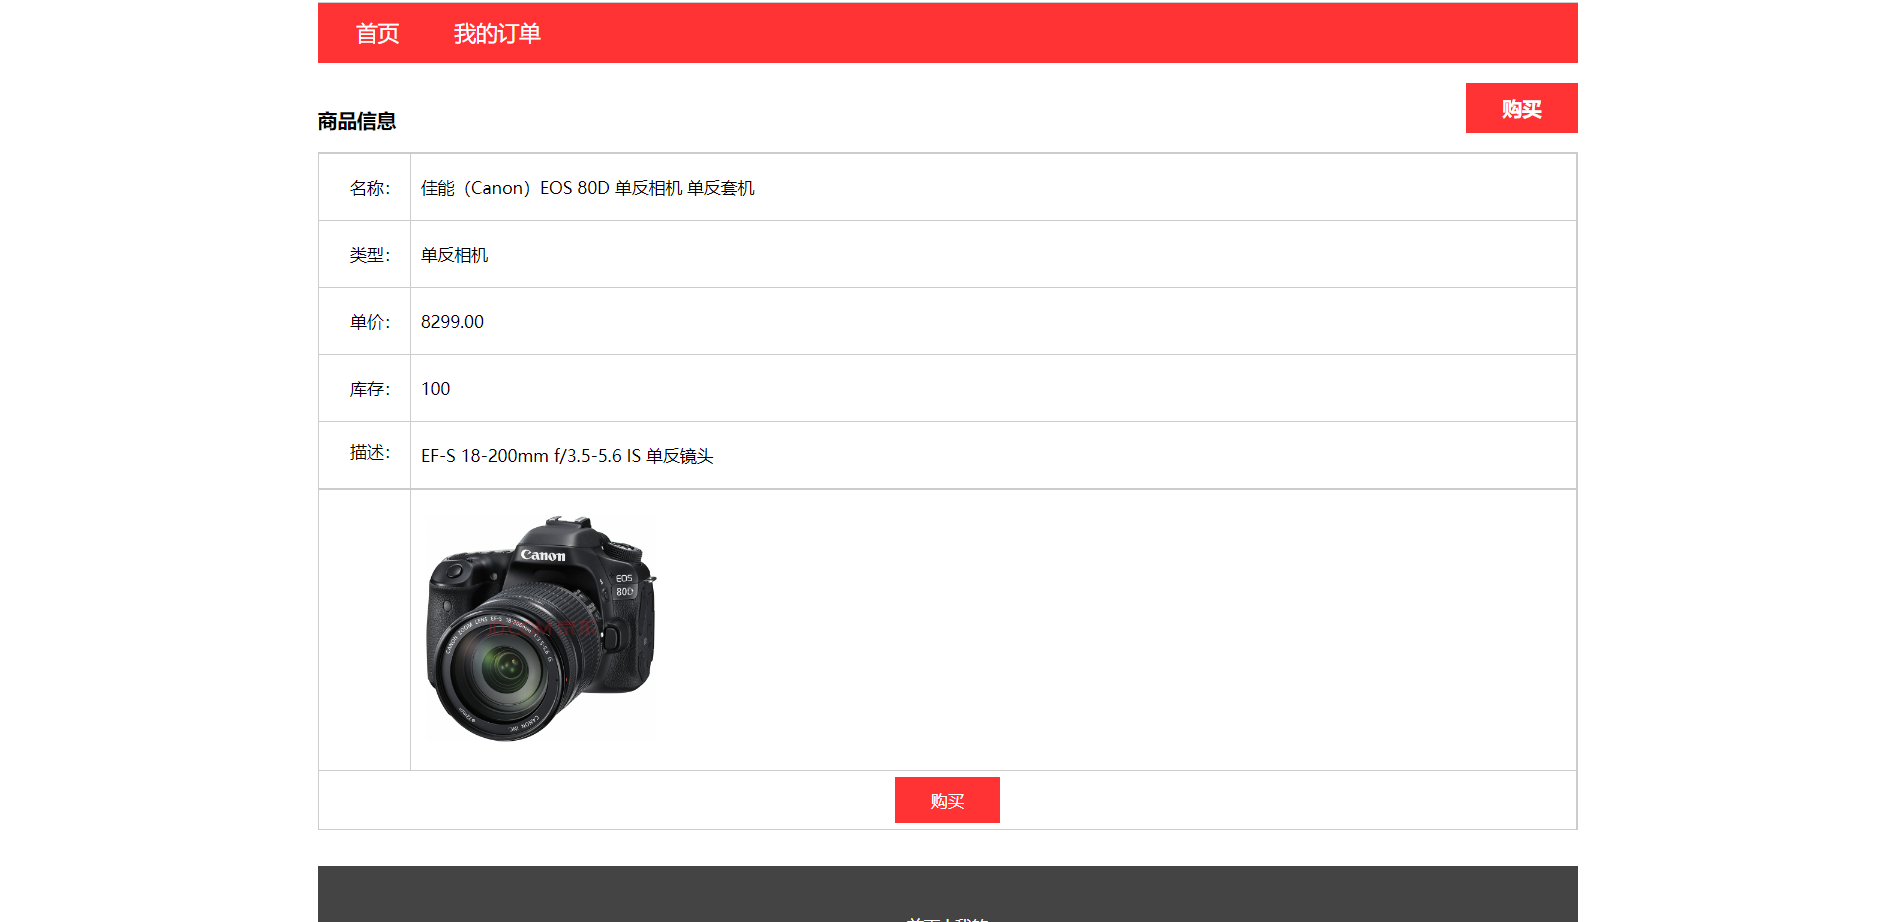 首页 我的订单
购买
商品信息
名称： 佳能（Canon）EOS 80D 单反相机 单反套机
类型： 单反相机
单价： 8299.00
库存： 100
描述： EF-S 18-200mm f/3.5-5.6 IS 单反镜头
Canon
EOS
80D
购买